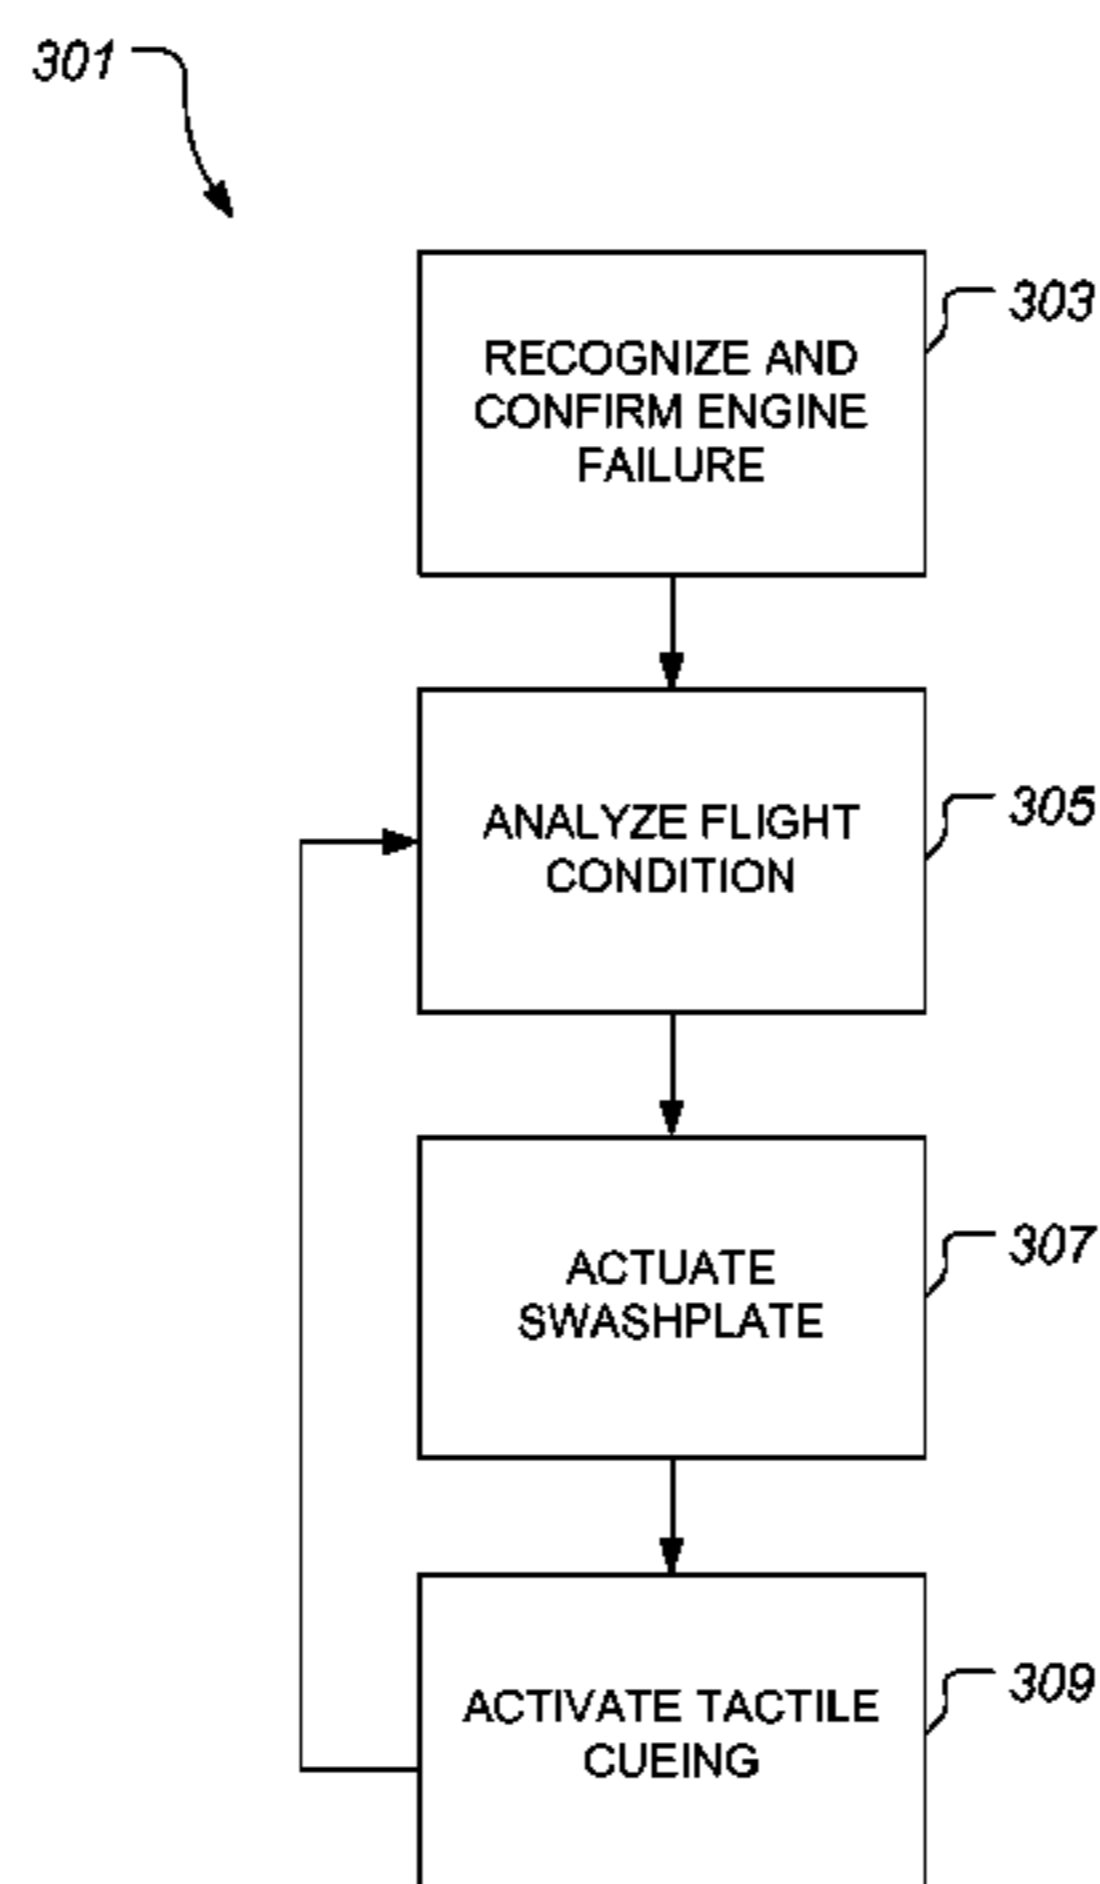 301
303
RECOGNIZE AND
CONFIRM ENGINE
FAILURE
305
ANALYZE FLIGHT
CONDITION
307
ACTUATE
SWASHPLATE
309
ACTIVATE TACTILE
CUEING